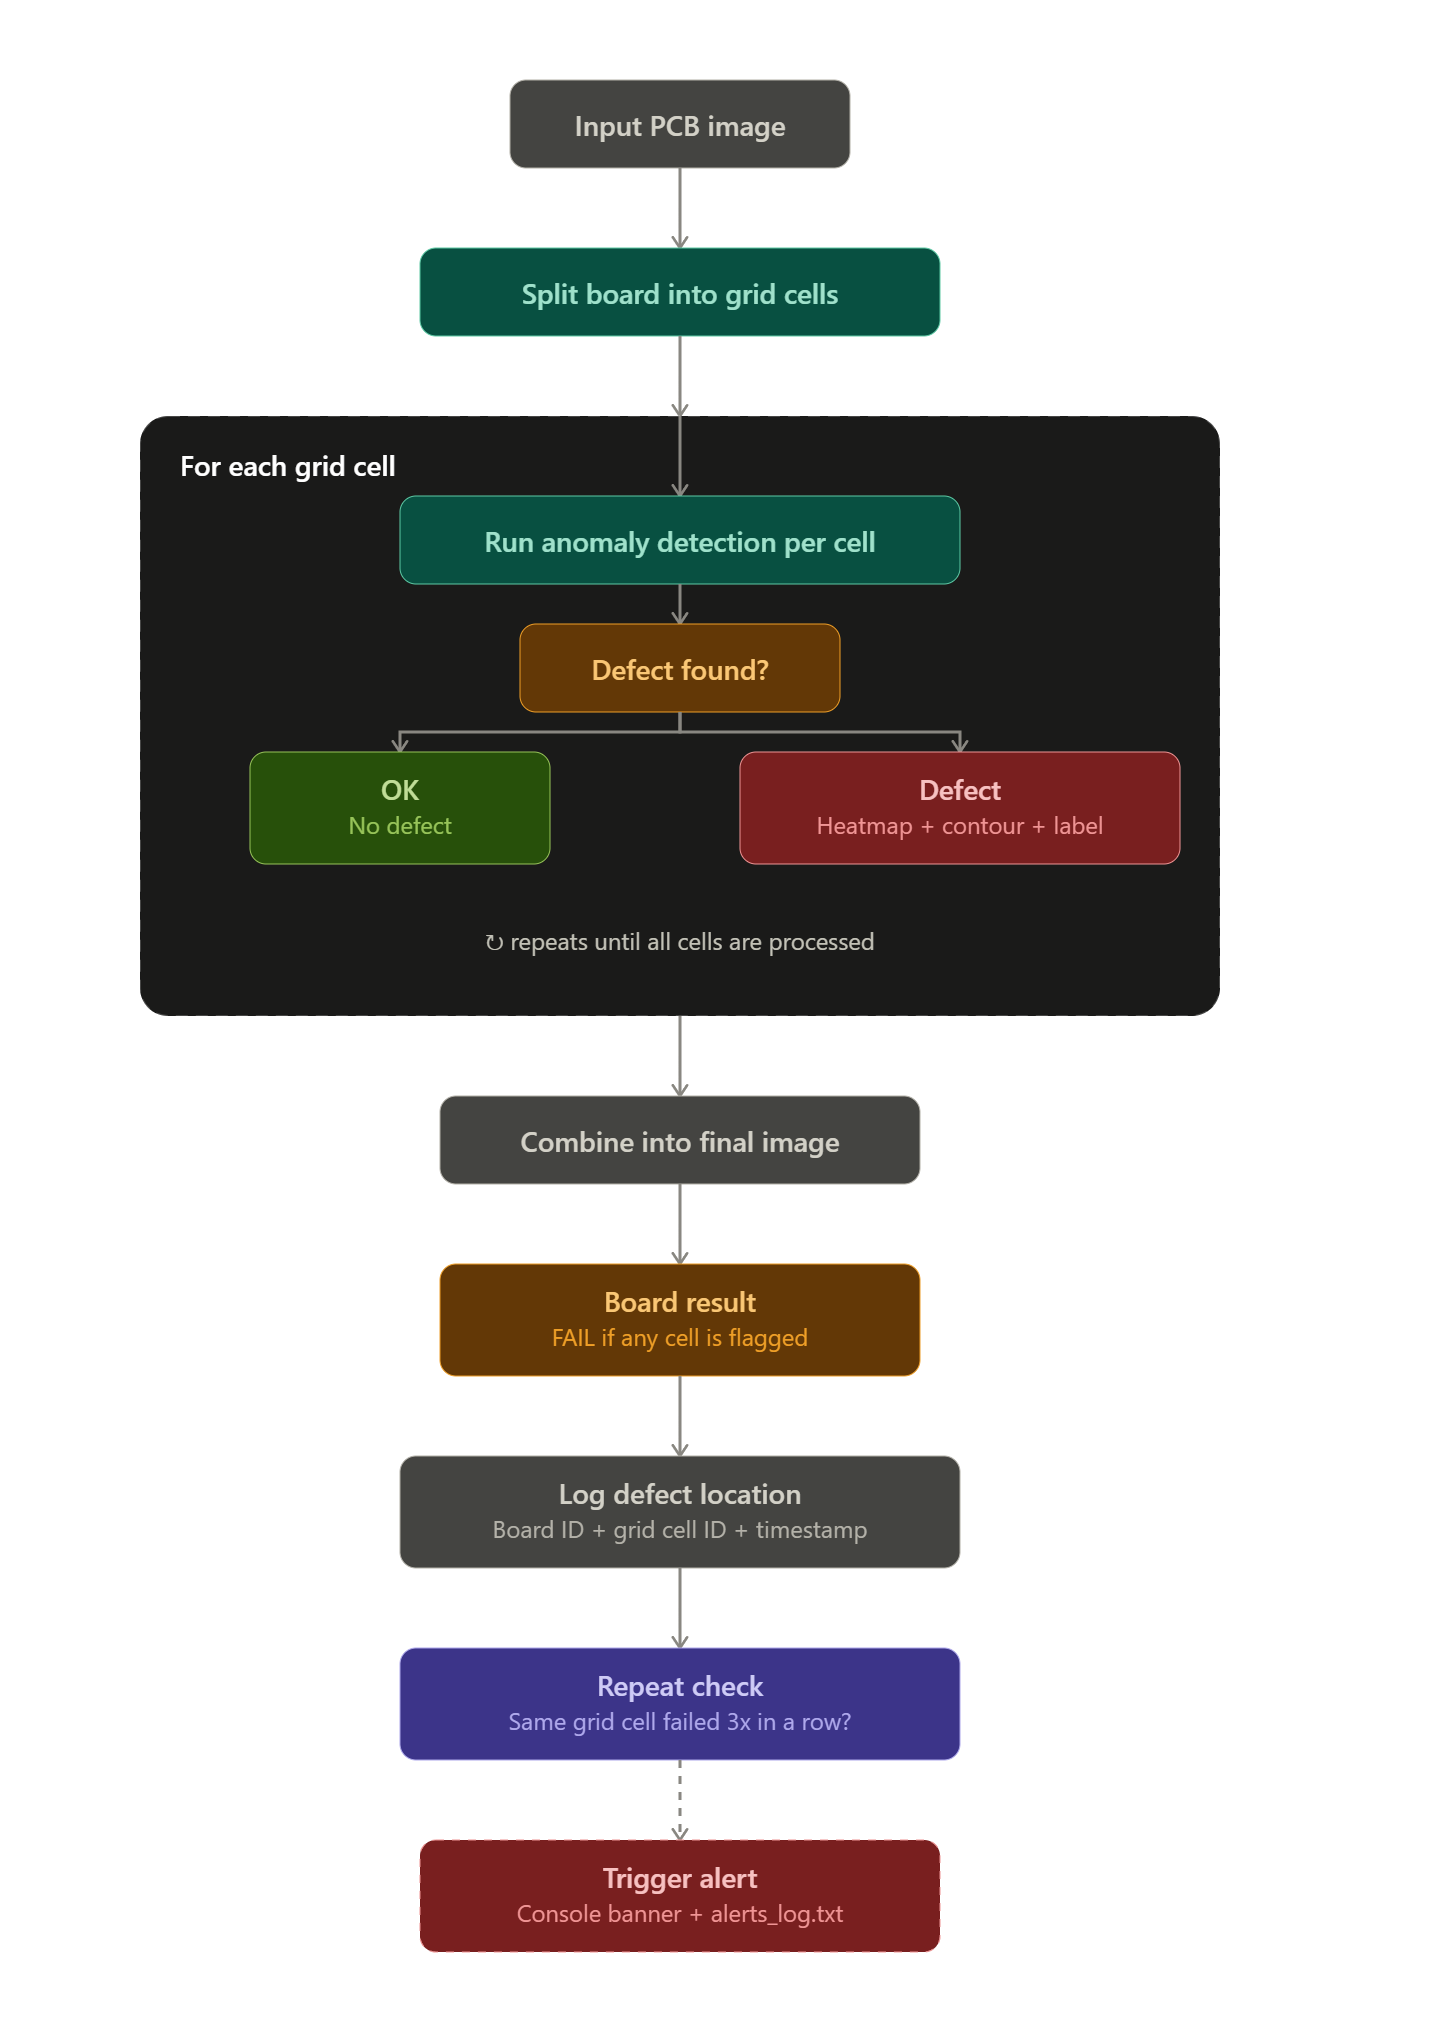 Input PCB image
Split board into grid cells
For each grid cell
Run anomaly detection per cell
Defect found?
OK
No defect
Defect
Heatmap + contour + label
↻ repeats until all cells are processed
Combine into final image
Board result
FAIL if any cell is flagged
Log defect location
Board ID + grid cell ID + timestamp
Repeat check
Same grid cell failed 3x in a row?
Trigger alert
Console banner + alerts_log.txt